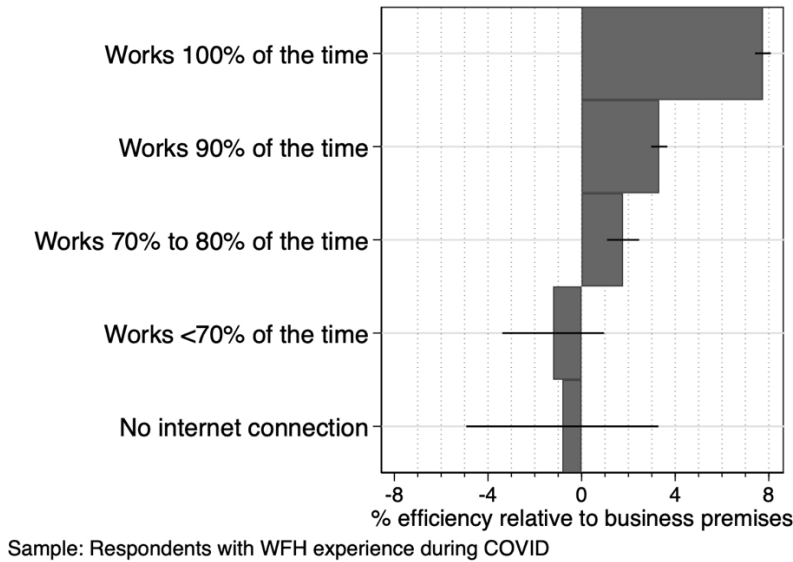 Works 100% of the time
Works 90% of the time
Works 70% to 80% of the time
Works <70% of the time
No internet connection
-8 -4 0 4 8
% efficiency relative to business premises
Sample: Respondents with WFH experience during COVID